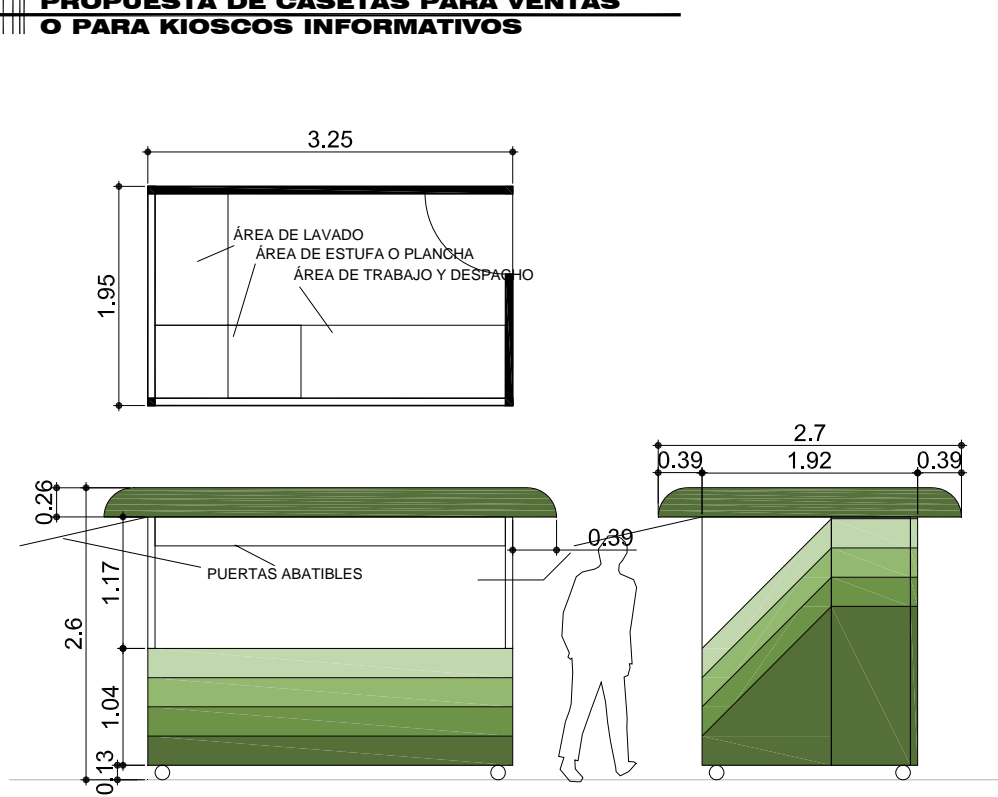 PROPUESTA DE CASETAS PARA VENTAS
O PARA KIOSCOS INFORMATIVOS
3.25
1.95
ÁREA DE LAVADO
ÁREA DE ESTUFA O PLANCHA
ÁREA DE TRABAJO Y DESPACHO
2.7
0.39
1.92
0.39
0.26
0.39
PUERTAS ABATIBLES
1.17
2.6
1.04
0.13